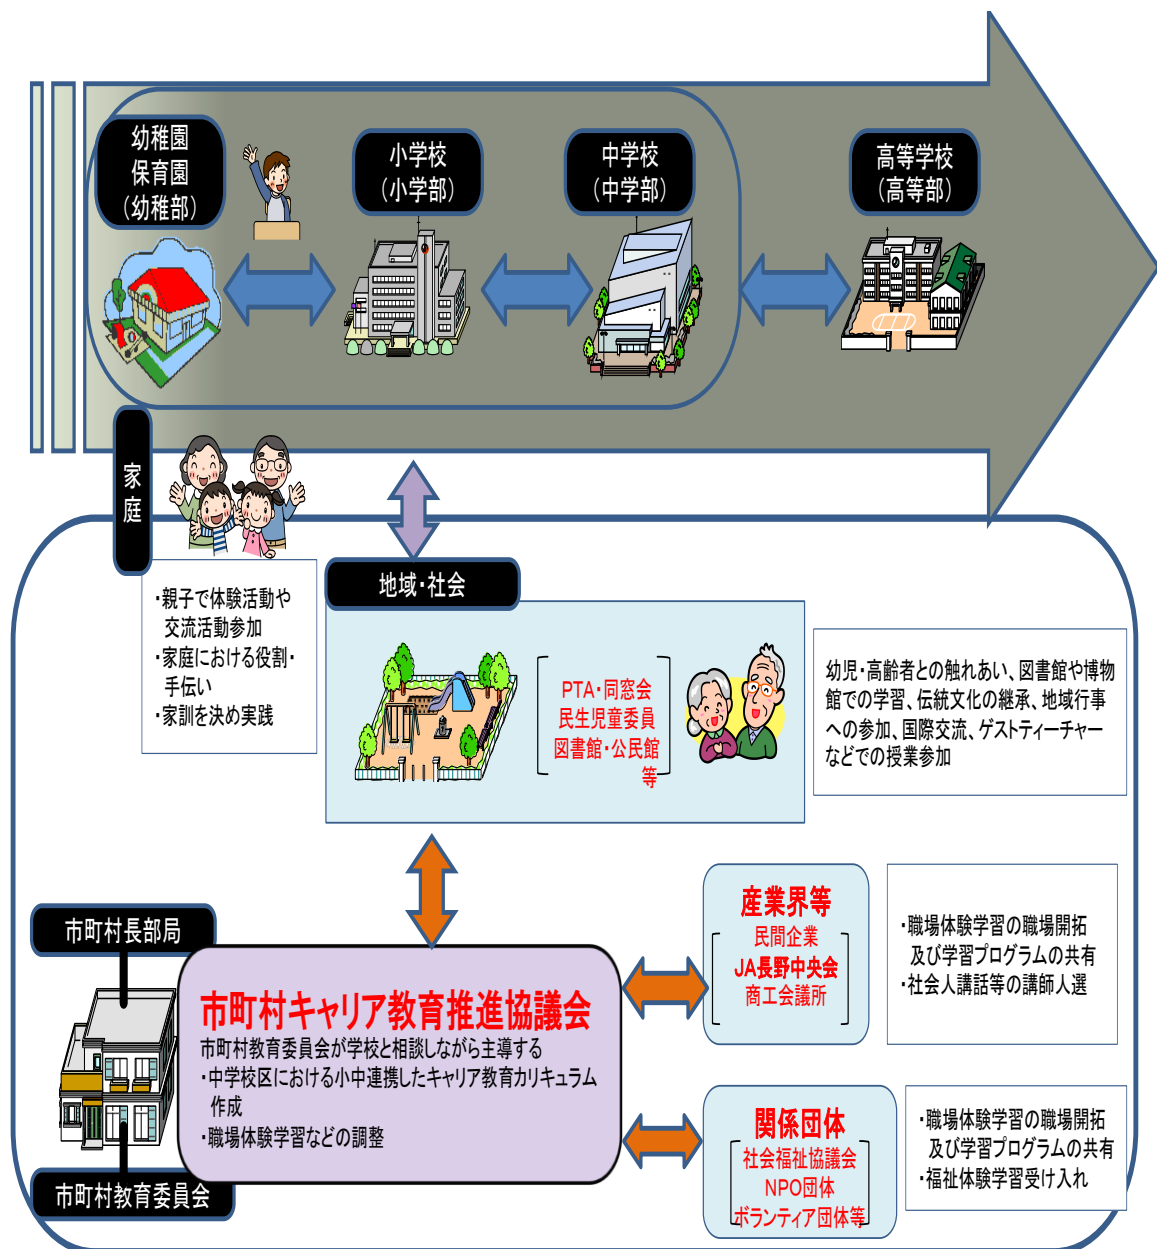 幼稚園
保育園
（幼稚部）
小学校
（小学部）
中学校
（中学部）
高等学校
（高等部）
家庭
・親子で体験活動や
交流活動参加
・家庭における役割・
手伝い
・家訓を決め実践
地域・社会
PTA・同窓会
民生児童委員
図書館・公民館
等
幼児・高齢者との触れあい、図書館や博物
館での学習、伝統文化の継承、地域行事
への参加、国際交流、ゲストティーチャー
などでの授業参加
市町村長部局
市町村キャリア教育推進協議会
市町村教育委員会が学校と相談しながら主導する
・中学校区における小中連携したキャリア教育カリキュラム
作成
・職場体験学習などの調整
市町村教育委員会
産業界等
民間企業
JA長野中央会
商工会議所
・職場体験学習の職場開拓
及び学習プログラムの共有
・社会人講話等の講師人選
関係団体
社会福祉協議会
NPO団体
ボランティア団体等
・職場体験学習の職場開拓
及び学習プログラムの共有
・福祉体験学習受け入れ